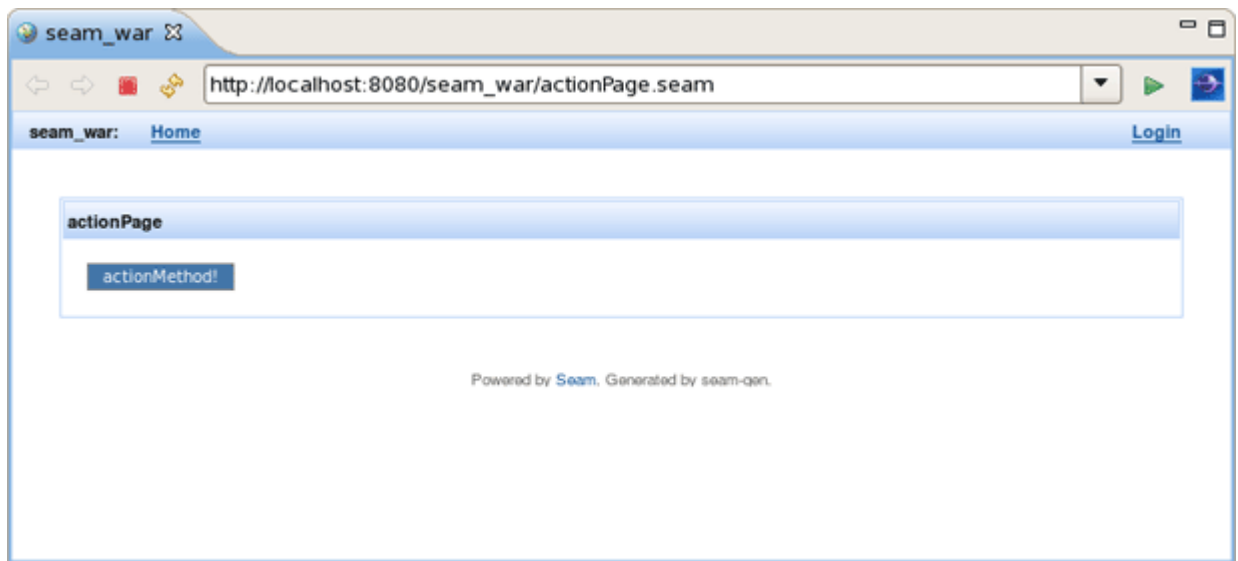 seam_war
http://localhost:8080/seam_war/actionPage.seam
seam_war: Home Login
actionPage
actionMethod!
Powered by Seam. Generated by seam-gen.